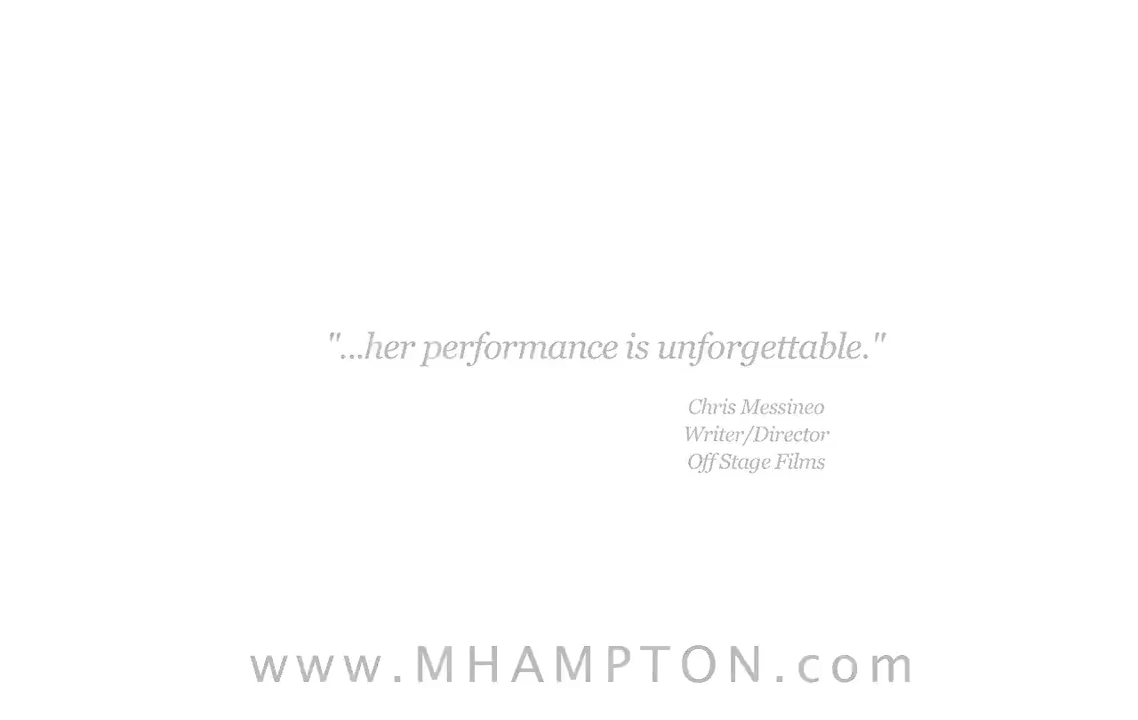 "...her performance is unforgettable."
Chris Messineo
Writer/Director
Off Stage Films
www.MHAMPTON.com